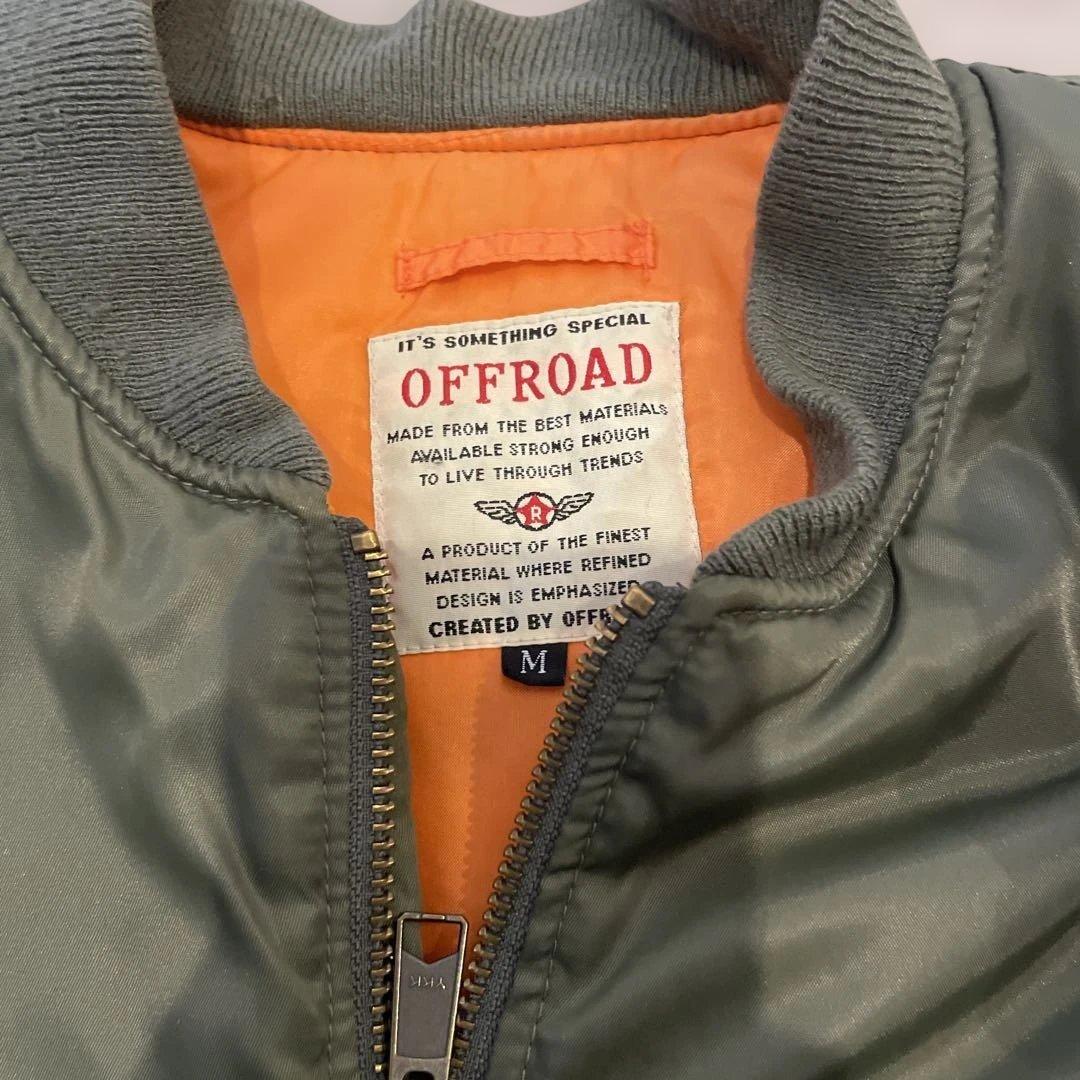 IT'S SOMETHING SPECIAL
OFFROAD
MADE FROM THE BEST MATERIALS
AVAILABLE STRONG ENOUGH
TO LIVE THROUGH TRENDS
R
A PRODUCT OF THE FINEST
MATERIAL WHERE REFINED
DESIGN IS EMPHASIZED
CREATED BY
M
YKK